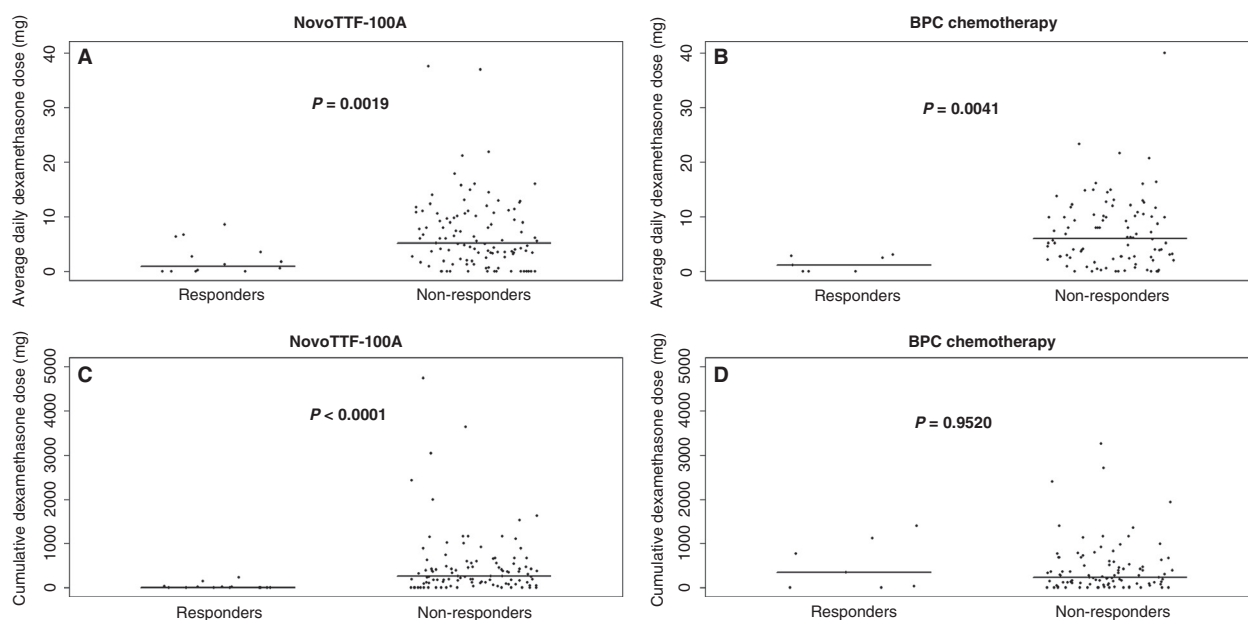 NovoTTF-100A
A
P = 0.0019
Average daily dexamethasone dose (mg)
40
30
20
10
0
Responders
Non-responders
BPC chemotherapy
B
P = 0.0041
Average daily dexamethasone dose (mg)
40
30
20
10
0
Responders
Non-responders
NovoTTF-100A
C
P < 0.0001
Cumulative dexamethasone dose (mg)
5000
4000
3000
2000
1000
0
Responders
Non-responders
BPC chemotherapy
D
P = 0.9520
Cumulative dexamethasone dose (mg)
5000
4000
3000
2000
1000
0
Responders
Non-responders